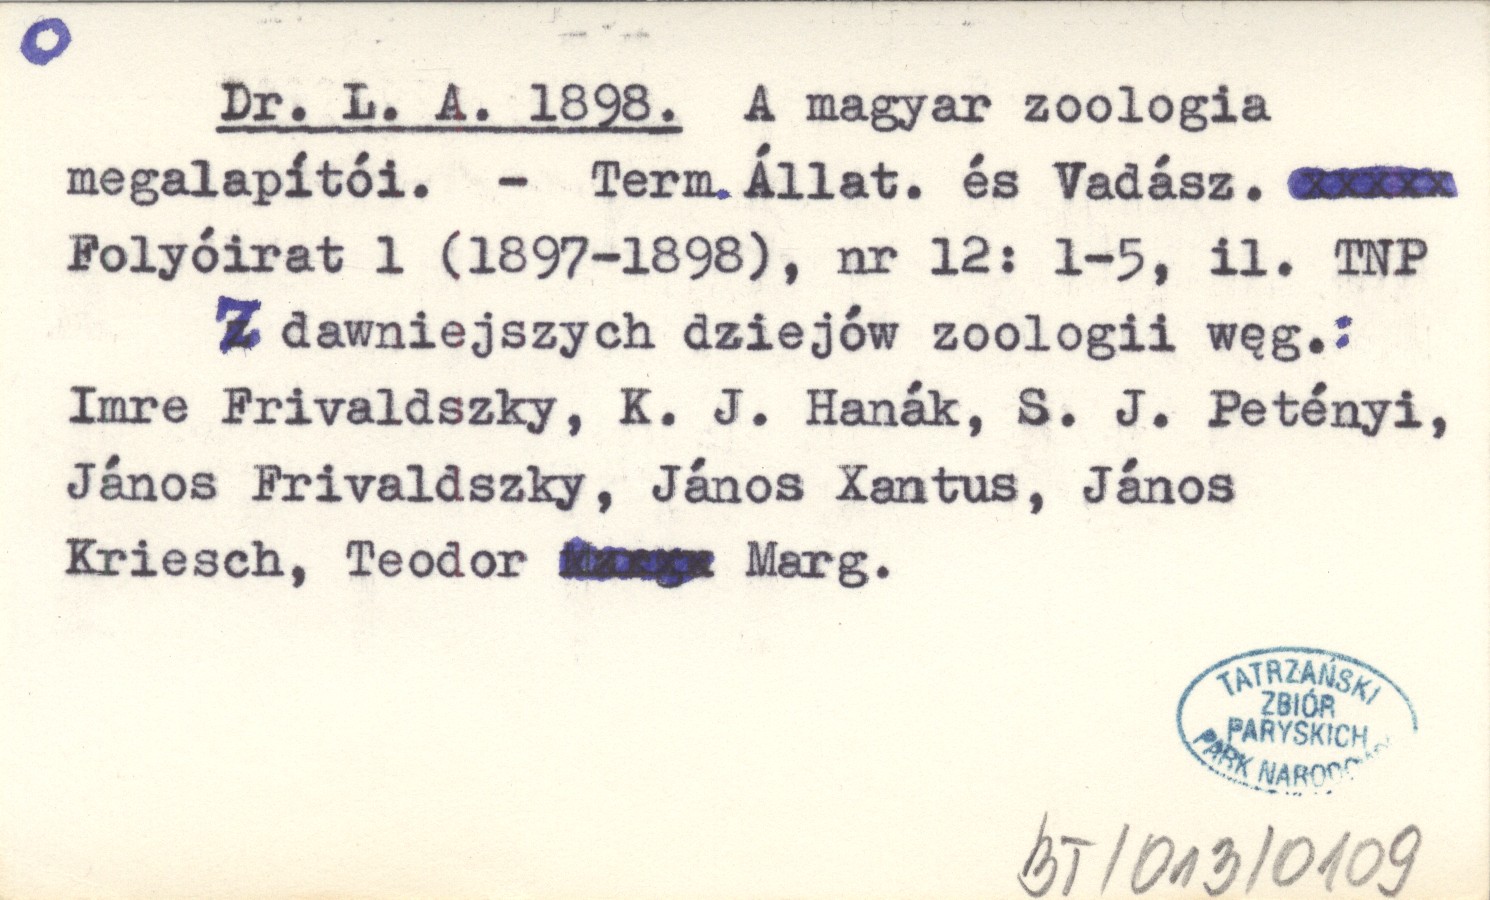 Dr. L. A. 1898. A magyar zoologia
megalapítói. - Term. Állat. és Vadász.
Folyóirat 1 (1897-1898), nr 12: 1-5, il. TNP
Z dawniejszych dziejów zoologii węg.:
Imre Frivaldszky, K. J. Hanák, S. J. Petényi,
János Frivaldszky, János Xantus, János
Kriesch, Teodor Marg.
TATRZAŃSKI
ZBIÓR
PARYSKICH
PARK
BT/013/0109